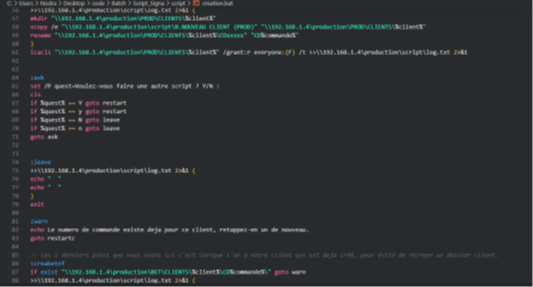 C: > Users > Nodra > Desktop > code > Batch > Script_Sigma > script > creation.bat
>>\\192.168.1.4\production\script\log.txt 2>&1 (
57 mkdir "\\192.168.1.4\production\PROD\CLIENTS\%client%"
58 xcopy /e "\\192.168.1.4\production\script\0.NOUVEAU CLIENT (PROD)" "\\192.168.1.4\production\PROD\CLIENTS\%client%"
59 rename "\\192.168.1.4\production\PROD\CLIENTS\%client%\CDxxxxx" "CD%commande%"
60 )
61 icacls "\\192.168.1.4\production\PROD\CLIENTS\%client%" /grant:r everyone:(F) /t >>\\192.168.1.4\production\script\log.txt 2>&1
62
63
64 :ask
65 set /P quest=Voulez-vous faire une autre script ? Y/N :
66 cls
67 if %quest% == Y goto restart
68 if %quest% == y goto restart
69 if %quest% == N goto leave
70 if %quest% == n goto leave
71 goto ask
72
73
74 :leave
75 >>\\192.168.1.4\production\script\log.txt 2>&1 (
76 echo " "
77 echo " "
78 )
79 exit
80
81 :warn
82 echo Le numero de commande existe deja pour ce client, retappez-en un de nouveau.
83 goto restartc
84
85 :: Les 2 derniers point que nous avons ici c'est lorsque l'on a notre client qui est deja créé, pour évité de recreer un dossier client.
86
87 if exist "\\192.168.1.4\production\BET\CLIENTS\%client%\CD%commande%\" goto warn
88 >>\\192.168.1.4\production\script\log.txt 2>&1 (